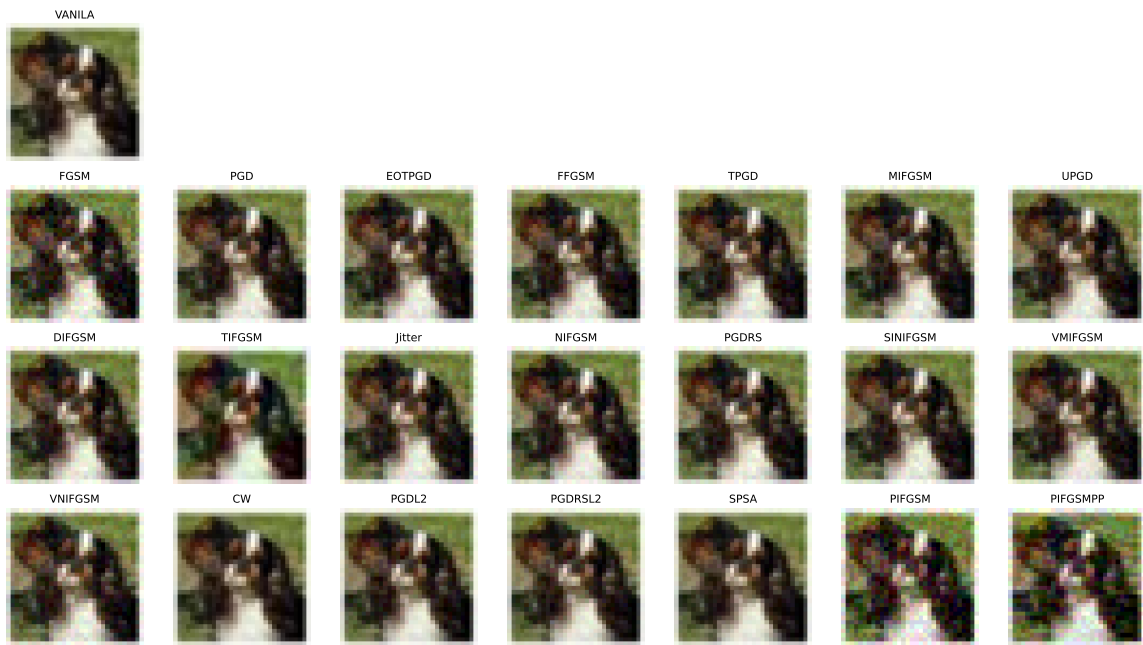 VANILA
FGSM PGD EOTPGD FFGSM TPGD MIFGSM UPGD
DIFGSM TIFGSM Jitter NIFGSM PGDRS SINIFGSM VMIFGSM
VNIFGSM CW PGDL2 PGDRSL2 SPSA PIFGSM PIFGSMPP